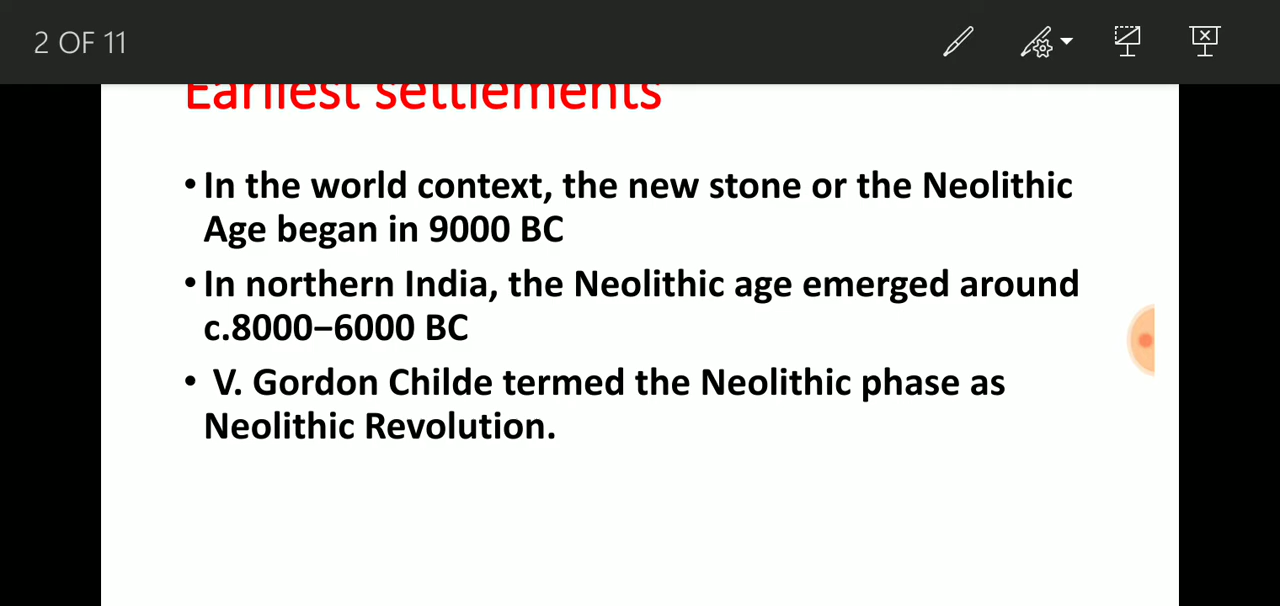 2 OF 11
Earliest settlements
• In the world context, the new stone or the Neolithic
Age began in 9000 BC
• In northern India, the Neolithic age emerged around
c.8000–6000 BC
• V. Gordon Childe termed the Neolithic phase as
Neolithic Revolution.